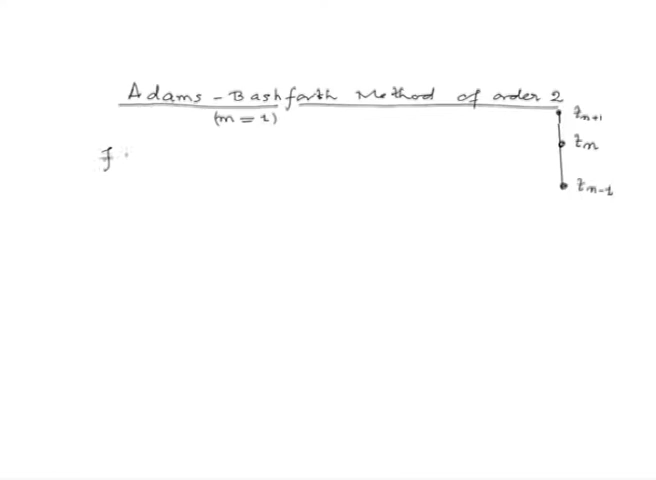 Adams - Bashforth Method of order 2
(m = 1)
t_{n+1}
t_n
t_{n-1}
f